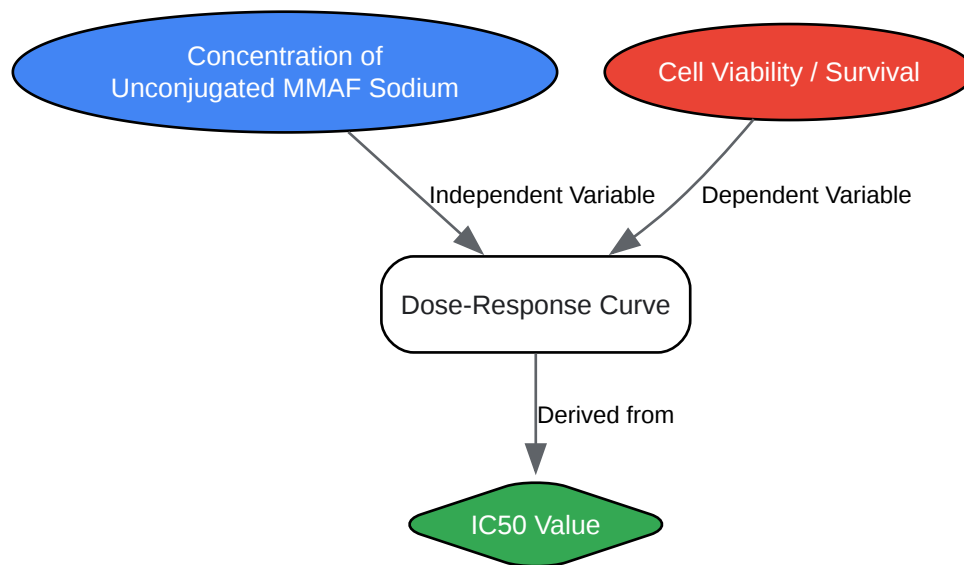 Concentration of
Unconjugated MMAF Sodium
Cell Viability / Survival
Independent Variable
Dependent Variable
Dose-Response Curve
Derived from
IC50 Value